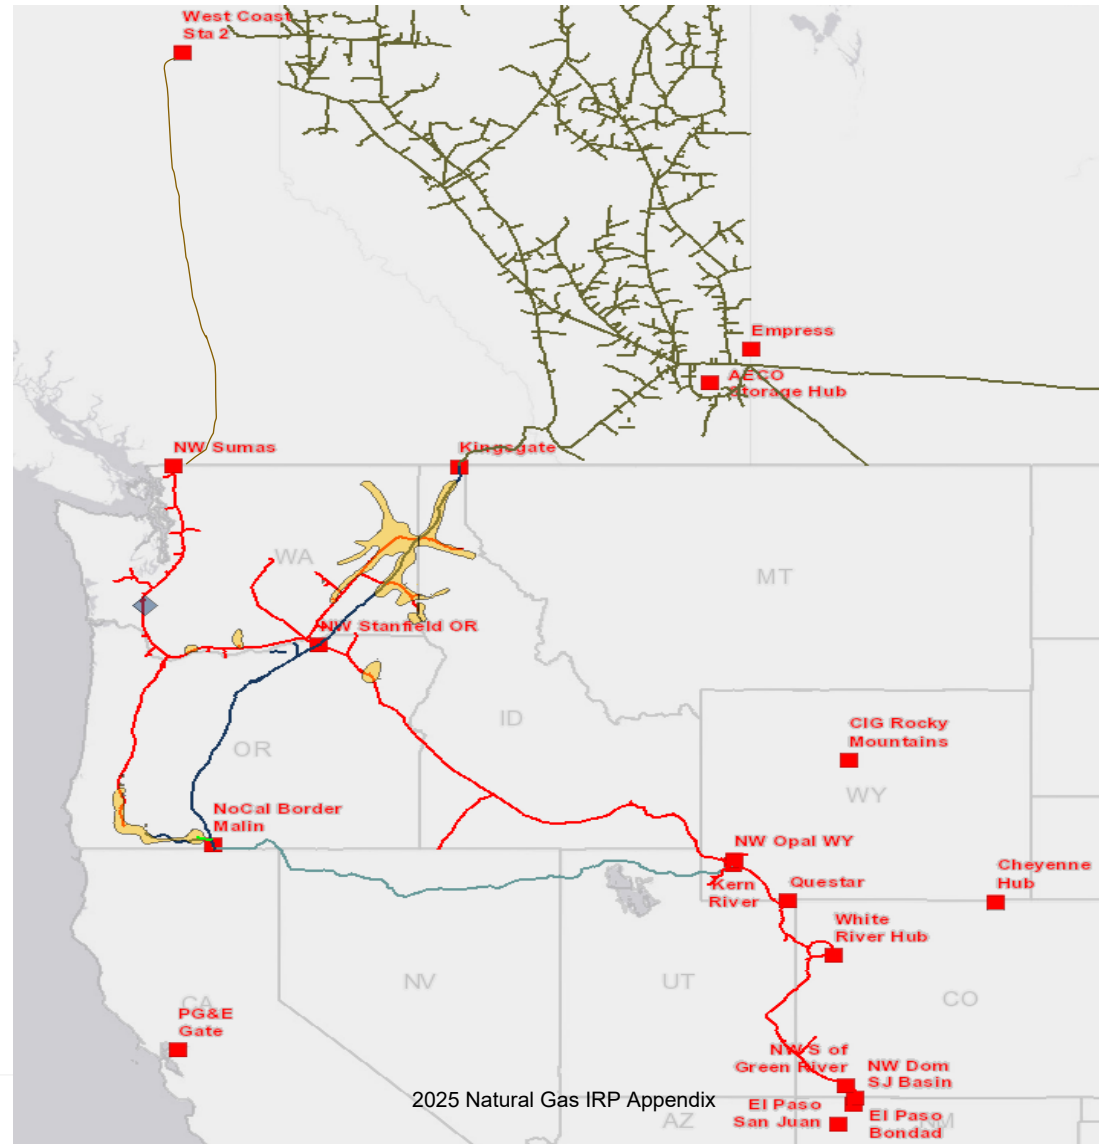 West Coast
Sta 2
Empress
AECO
Storage Hub
NW Sumas
Kingsgate
WA
MT
NW Stanfield OR
ID
OR
CIG Rocky
Mountains
WY
NoCal Border
Malin
NW Opal WY
Kern
River
Questar
Cheyenne
Hub
White
River Hub
NV
UT
CO
CA
PG&E
Gate
NW S of
Green River
NW Dom
SJ Basin
El Paso
San Juan
El Paso
Bondad
AZ
NM
2025 Natural Gas IRP Appendix